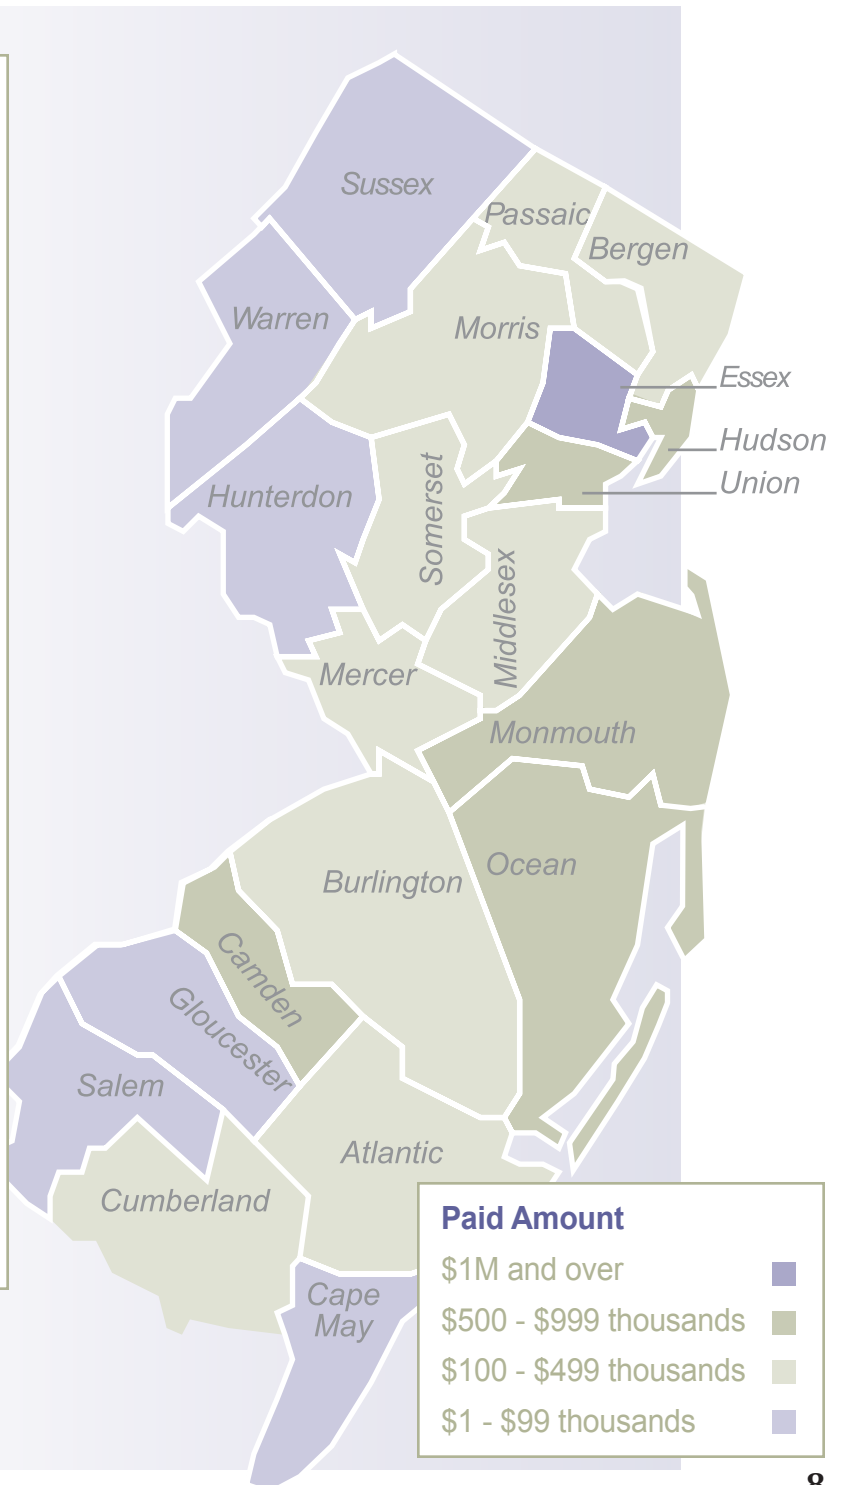 Sussex
Passaic
Bergen
Warren
Morris
Essex
Hudson
Union
Hunterdon
Somerset
Middlesex
Mercer
Monmouth
Ocean
Burlington
Camden
Gloucester
Salem
Atlantic
Cumberland
Cape
May
Paid Amount
$1M and over
$500 - $999 thousands
$100 - $499 thousands
$1 - $99 thousands
8